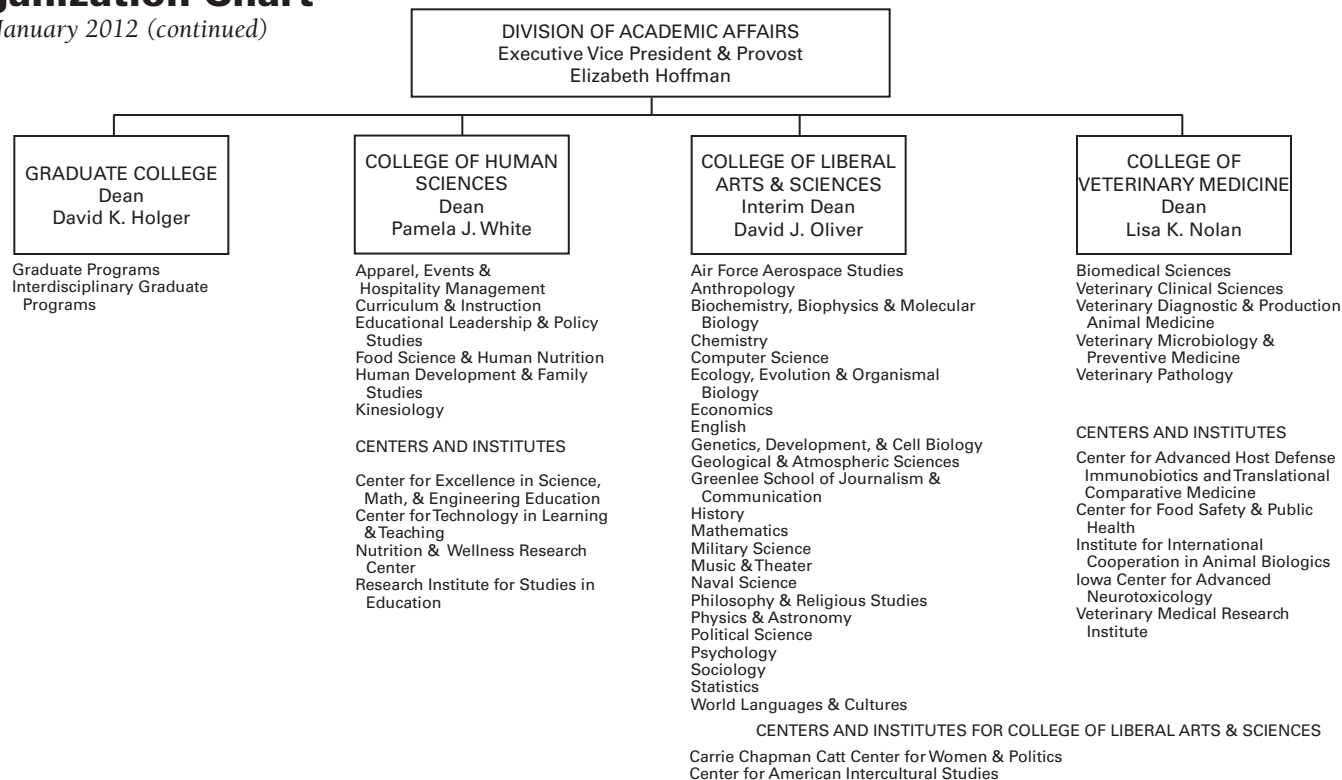 ganization Chart
January 2012 (continued)
DIVISION OF ACADEMIC AFFAIRS
Executive Vice President & Provost
Elizabeth Hoffman
GRADUATE COLLEGE
Dean
David K. Holger
Graduate Programs
Interdisciplinary Graduate
Programs
COLLEGE OF HUMAN
SCIENCES
Dean
Pamela J. White
Apparel, Events &
Hospitality Management
Curriculum & Instruction
Educational Leadership & Policy
Studies
Food Science & Human Nutrition
Human Development & Family
Studies
Kinesiology
CENTERS AND INSTITUTES
Center for Excellence in Science,
Math, & Engineering Education
Center for Technology in Learning
& Teaching
Nutrition & Wellness Research
Center
Research Institute for Studies in
Education
COLLEGE OF LIBERAL
ARTS & SCIENCES
Interim Dean
David J. Oliver
Air Force Aerospace Studies
Anthropology
Biochemistry, Biophysics & Molecular
Biology
Chemistry
Computer Science
Ecology, Evolution & Organismal
Biology
Economics
English
Genetics, Development, & Cell Biology
Geological & Atmospheric Sciences
Greenlee School of Journalism &
Communication
History
Mathematics
Military Science
Music & Theater
Naval Science
Philosophy & Religious Studies
Physics & Astronomy
Political Science
Psychology
Sociology
Statistics
World Languages & Cultures
COLLEGE OF
VETERINARY MEDICINE
Dean
Lisa K. Nolan
Biomedical Sciences
Veterinary Clinical Sciences
Veterinary Diagnostic & Production
Animal Medicine
Veterinary Microbiology &
Preventive Medicine
Veterinary Pathology
CENTERS AND INSTITUTES
Center for Advanced Host Defense
Immunobiotics and Translational
Comparative Medicine
Center for Food Safety & Public
Health
Institute for International
Cooperation in Animal Biologics
Iowa Center for Advanced
Neurotoxicology
Veterinary Medical Research
Institute
CENTERS AND INSTITUTES FOR COLLEGE OF LIBERAL ARTS & SCIENCES
Carrie Chapman Catt Center for Women & Politics
Center for American Intercultural Studies